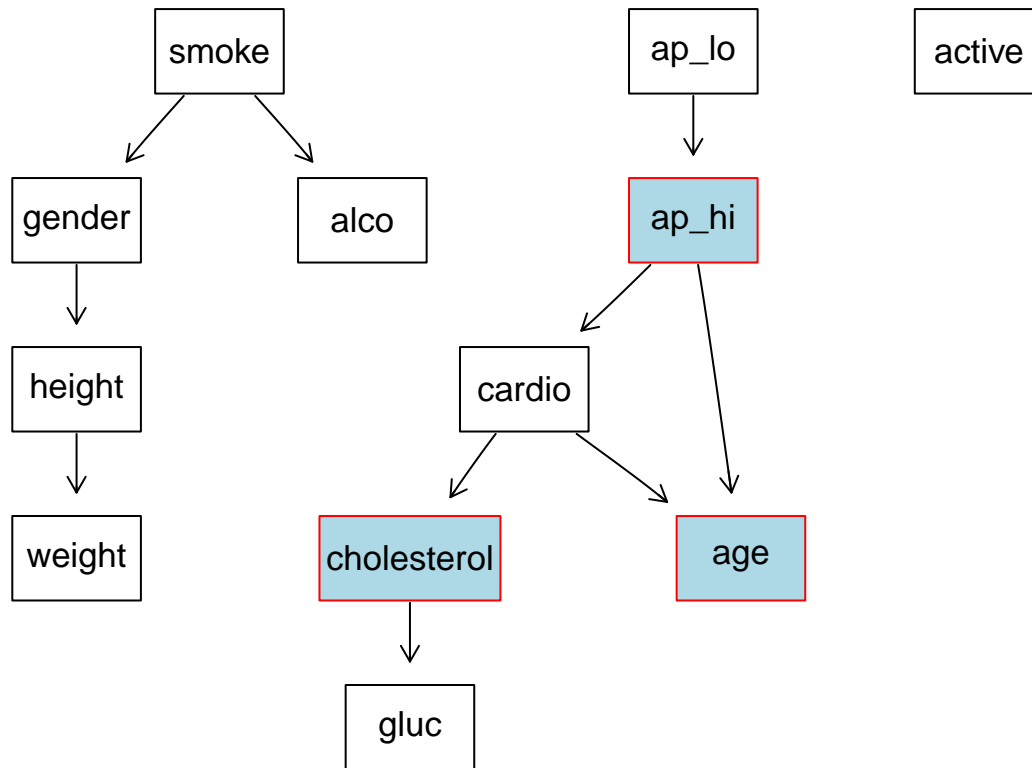 smoke
ap_lo
active
gender
alco
ap_hi
height
cardio
weight
cholesterol
age
gluc